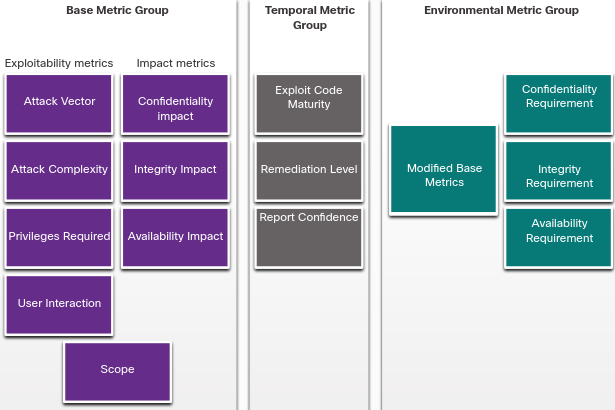 Base Metric Group
Exploitability metrics
Impact metrics
Attack Vector
Confidentiality
impact
Attack Complexity
Integrity Impact
Privileges Required
Availability Impact
User Interaction
Scope
Temporal Metric
Group
Exploit Code
Maturity
Remediation Level
Report Confidence
Environmental Metric Group
Modified Base
Metrics
Confidentiality
Requirement
Integrity
Requirement
Availability
Requirement